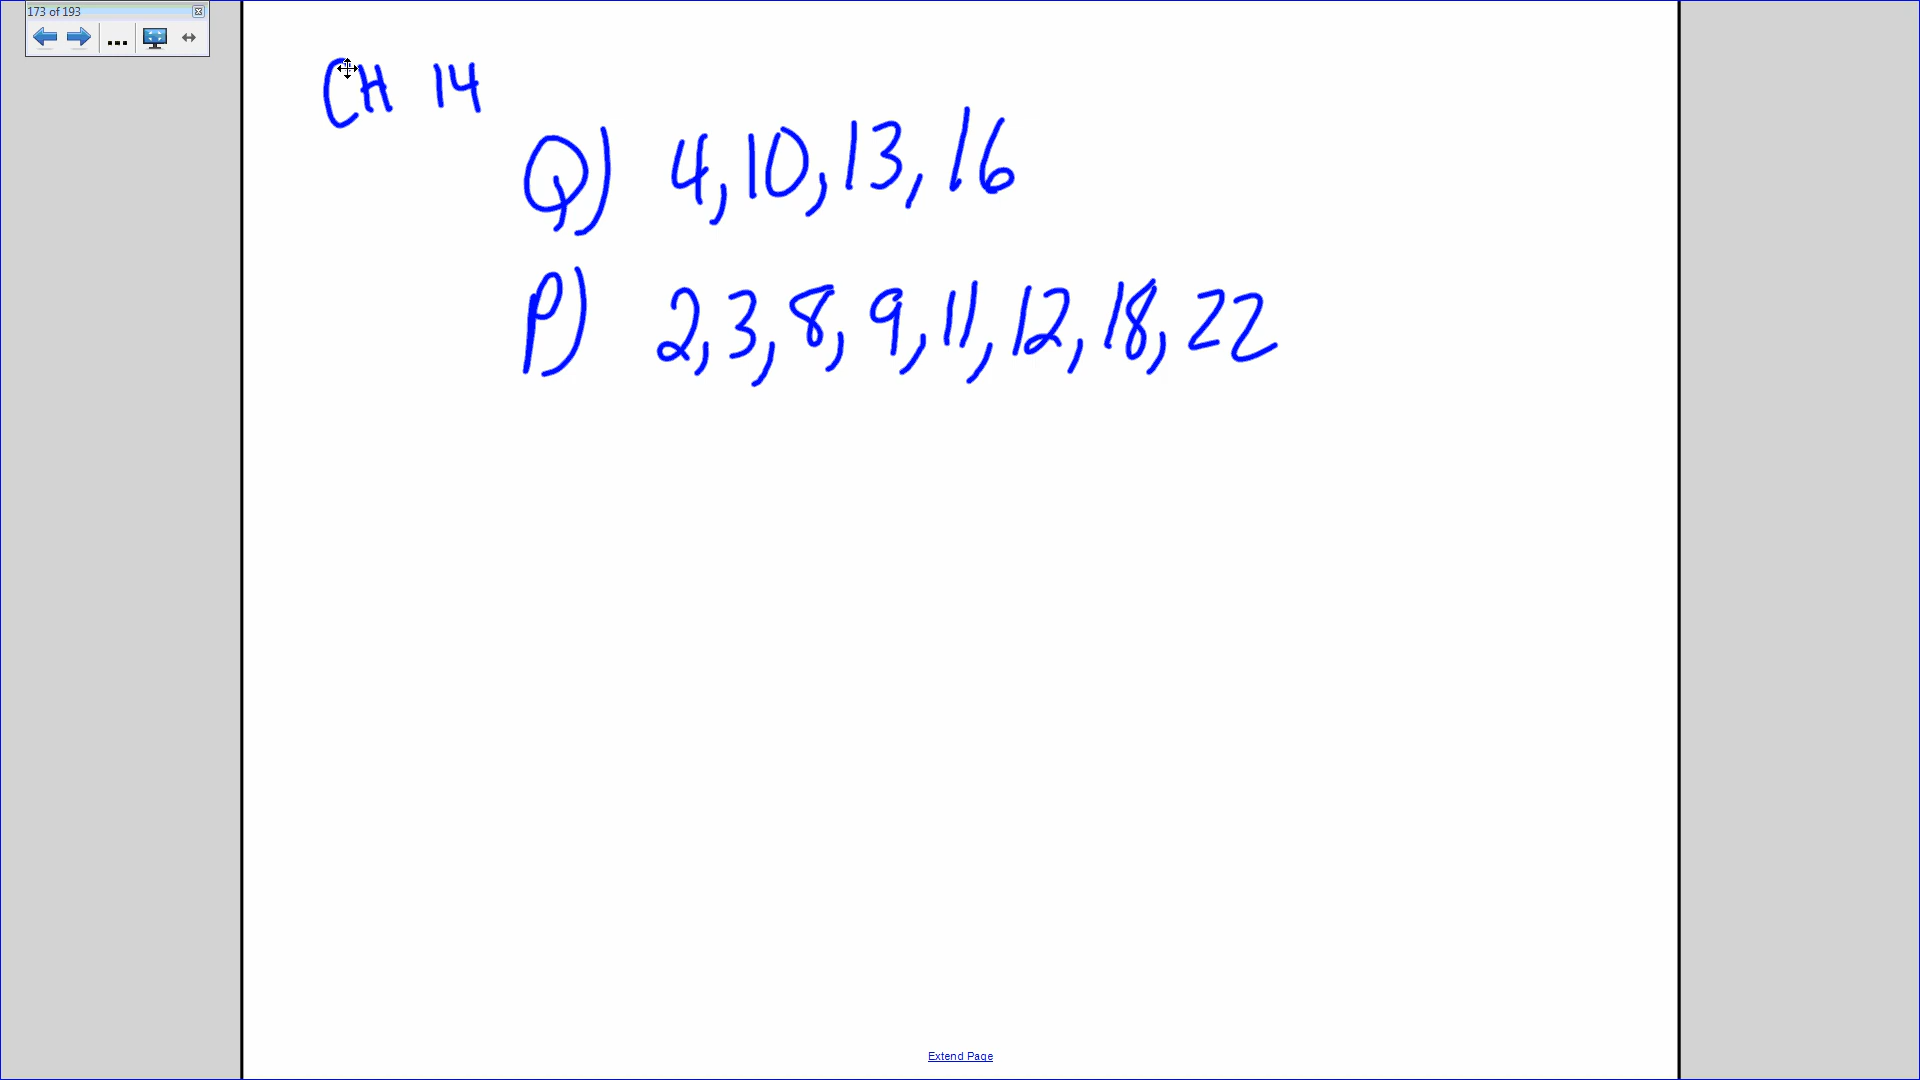 173 of 193
CH 14
Q) 4, 10, 13, 16
P) 2, 3, 8, 9, 11, 12, 18, 22
Extend Page